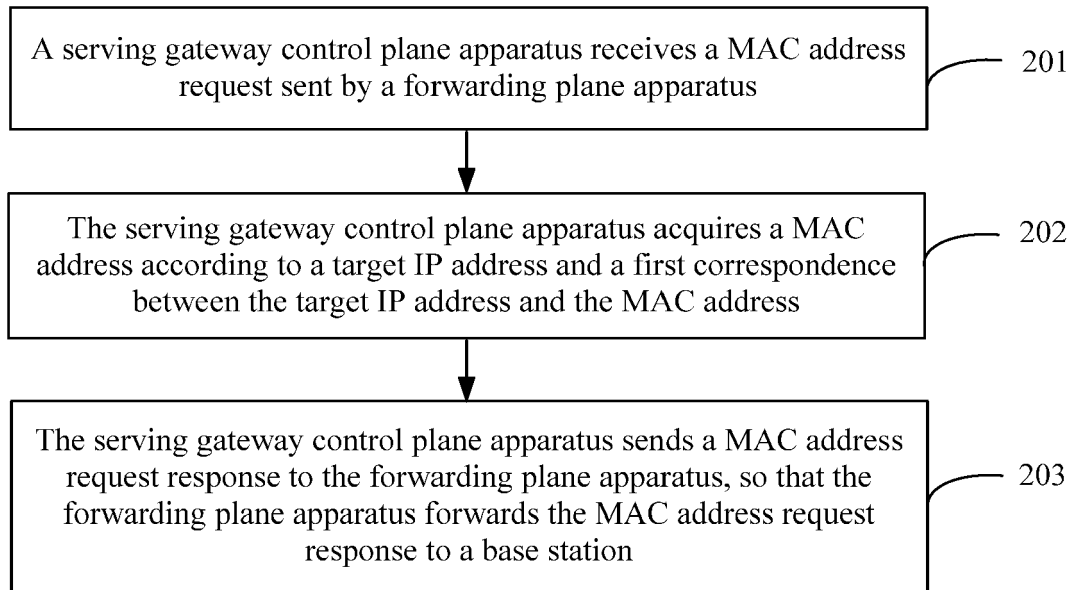 A serving gateway control plane apparatus receives a MAC address
request sent by a forwarding plane apparatus
201
The serving gateway control plane apparatus acquires a MAC
address according to a target IP address and a first correspondence
between the target IP address and the MAC address
202
The serving gateway control plane apparatus sends a MAC address
request response to the forwarding plane apparatus, so that the
forwarding plane apparatus forwards the MAC address request
response to a base station
203